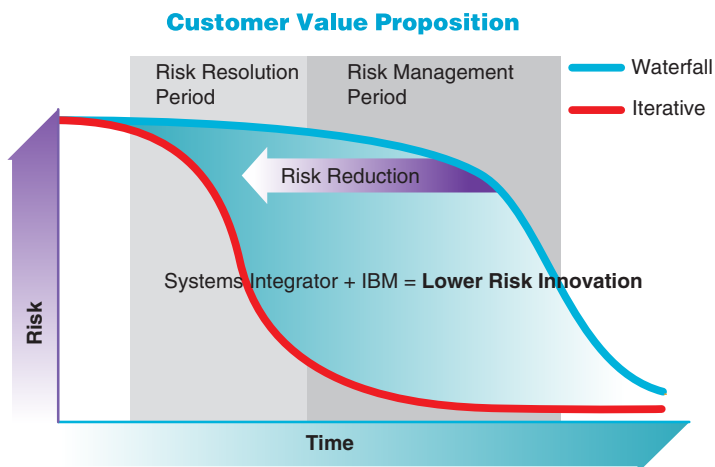 Customer Value Proposition
Risk Resolution
Period
Risk Management
Period
Waterfall
Iterative
Risk Reduction
Systems Integrator + IBM = Lower Risk Innovation
Risk
Time